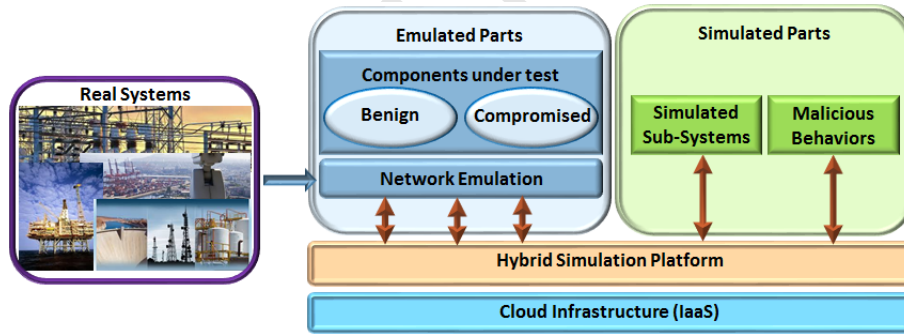 Real Systems
Emulated Parts
Components under test
Benign
Compromised
Network Emulation
Simulated Parts
Simulated
Sub-Systems
Malicious
Behaviors
Hybrid Simulation Platform
Cloud Infrastructure (IaaS)